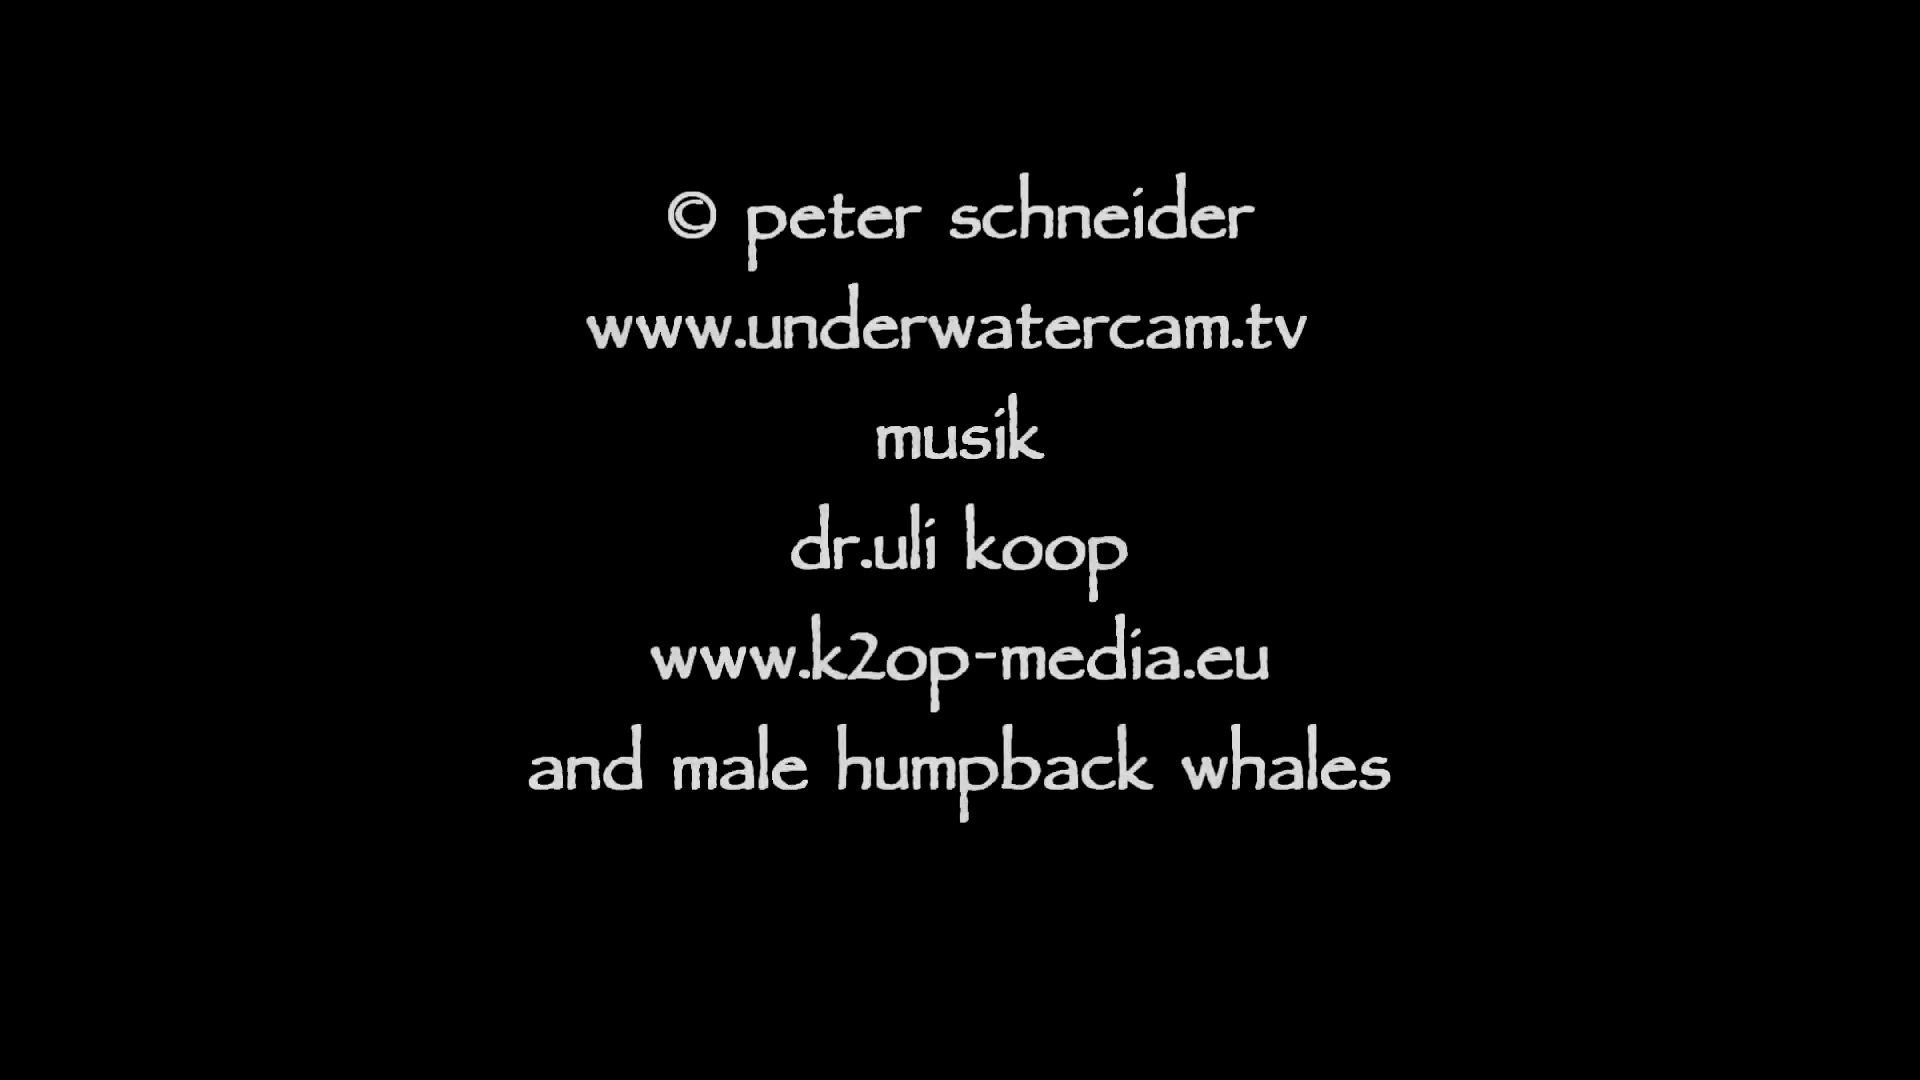 © peter schneider
www.underwatercam.tv
musik
dr.uli koop
www.k2op-media.eu
and male humpback whales